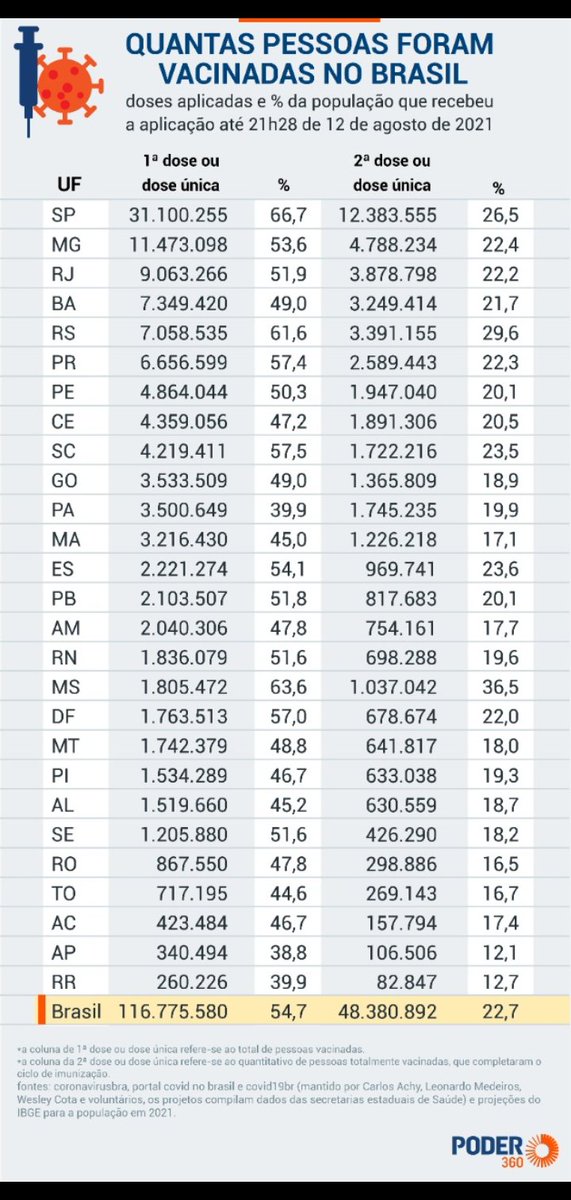 QUANTAS PESSOAS FORAM
VACINADAS NO BRASIL
doses aplicadas e % da população que recebeu
a aplicação até 21h28 de 12 de agosto de 2021
UF 1ª dose ou dose única % 2ª dose ou dose única %
SP 31.100.255 66,7 12.383.555 26,5
MG 11.473.098 53,6 4.788.234 22,4
RJ 9.063.266 51,9 3.878.798 22,2
BA 7.349.420 49,0 3.249.414 21,7
RS 7.058.535 61,6 3.391.155 29,6
PR 6.656.599 57,4 2.589.443 22,3
PE 4.864.044 50,3 1.947.040 20,1
CE 4.359.056 47,2 1.891.306 20,5
SC 4.219.411 57,5 1.722.216 23,5
GO 3.533.509 49,0 1.365.809 18,9
PA 3.500.649 39,9 1.745.235 19,9
MA 3.216.430 45,0 1.226.218 17,1
ES 2.221.274 54,1 969.741 23,6
PB 2.103.507 51,8 817.683 20,1
AM 2.040.306 47,8 754.161 17,7
RN 1.836.079 51,6 698.288 19,6
MS 1.805.472 63,6 1.037.042 36,5
DF 1.763.513 57,0 678.674 22,0
MT 1.742.379 48,8 641.817 18,0
PI 1.534.289 46,7 633.038 19,3
AL 1.519.660 45,2 630.559 18,7
SE 1.205.880 51,6 426.290 18,2
RO 867.550 47,8 298.886 16,5
TO 717.195 44,6 269.143 16,7
AC 423.484 46,7 157.794 17,4
AP 340.494 38,8 106.506 12,1
RR 260.226 39,9 82.847 12,7
Brasil 116.775.580 54,7 48.380.892 22,7
*a coluna de 1ª dose ou dose única refere-se ao total de pessoas vacinadas.
*a coluna da 2ª dose ou dose única refere-se ao quantitativo de pessoas totalmente vacinadas, que completaram o
ciclo de imunização.
fontes: coronavirusbra, portal covid no brasil e covid19br (mantido por Carlos Achy, Leonardo Medeiros,
Wesley Cota e voluntários, os projetos compilam dados das secretarias estaduais de Saúde) e projeções do
IBGE para a população em 2021.
PODER
360